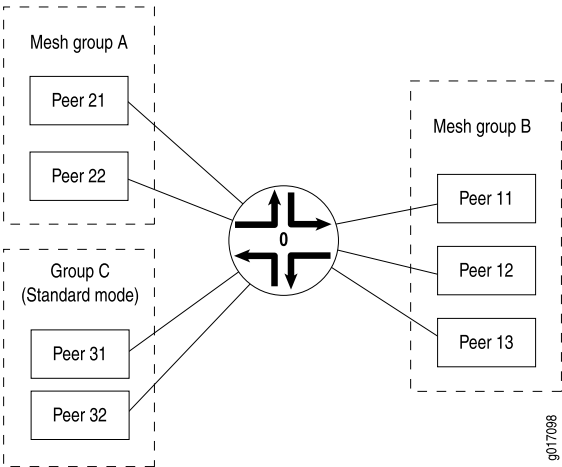 Mesh group A
Peer 21
Peer 22
Group C
(Standard mode)
Peer 31
Peer 32
0
Mesh group B
Peer 11
Peer 12
Peer 13
g017098